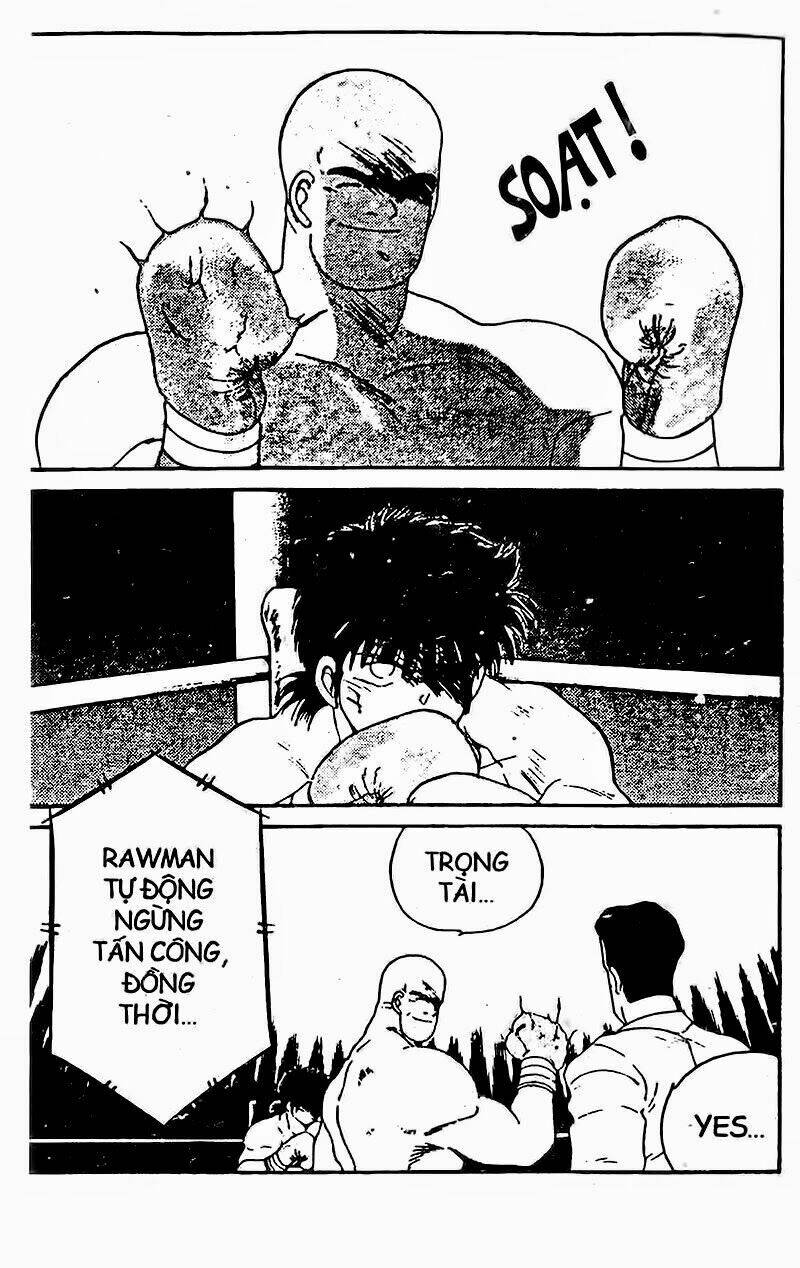 SOẠT!
RAWMAN
TỰ ĐỘNG
NGỪNG
TẤN CÔNG,
ĐỒNG
THỜI...
TRỌNG
TÀI...
YES...